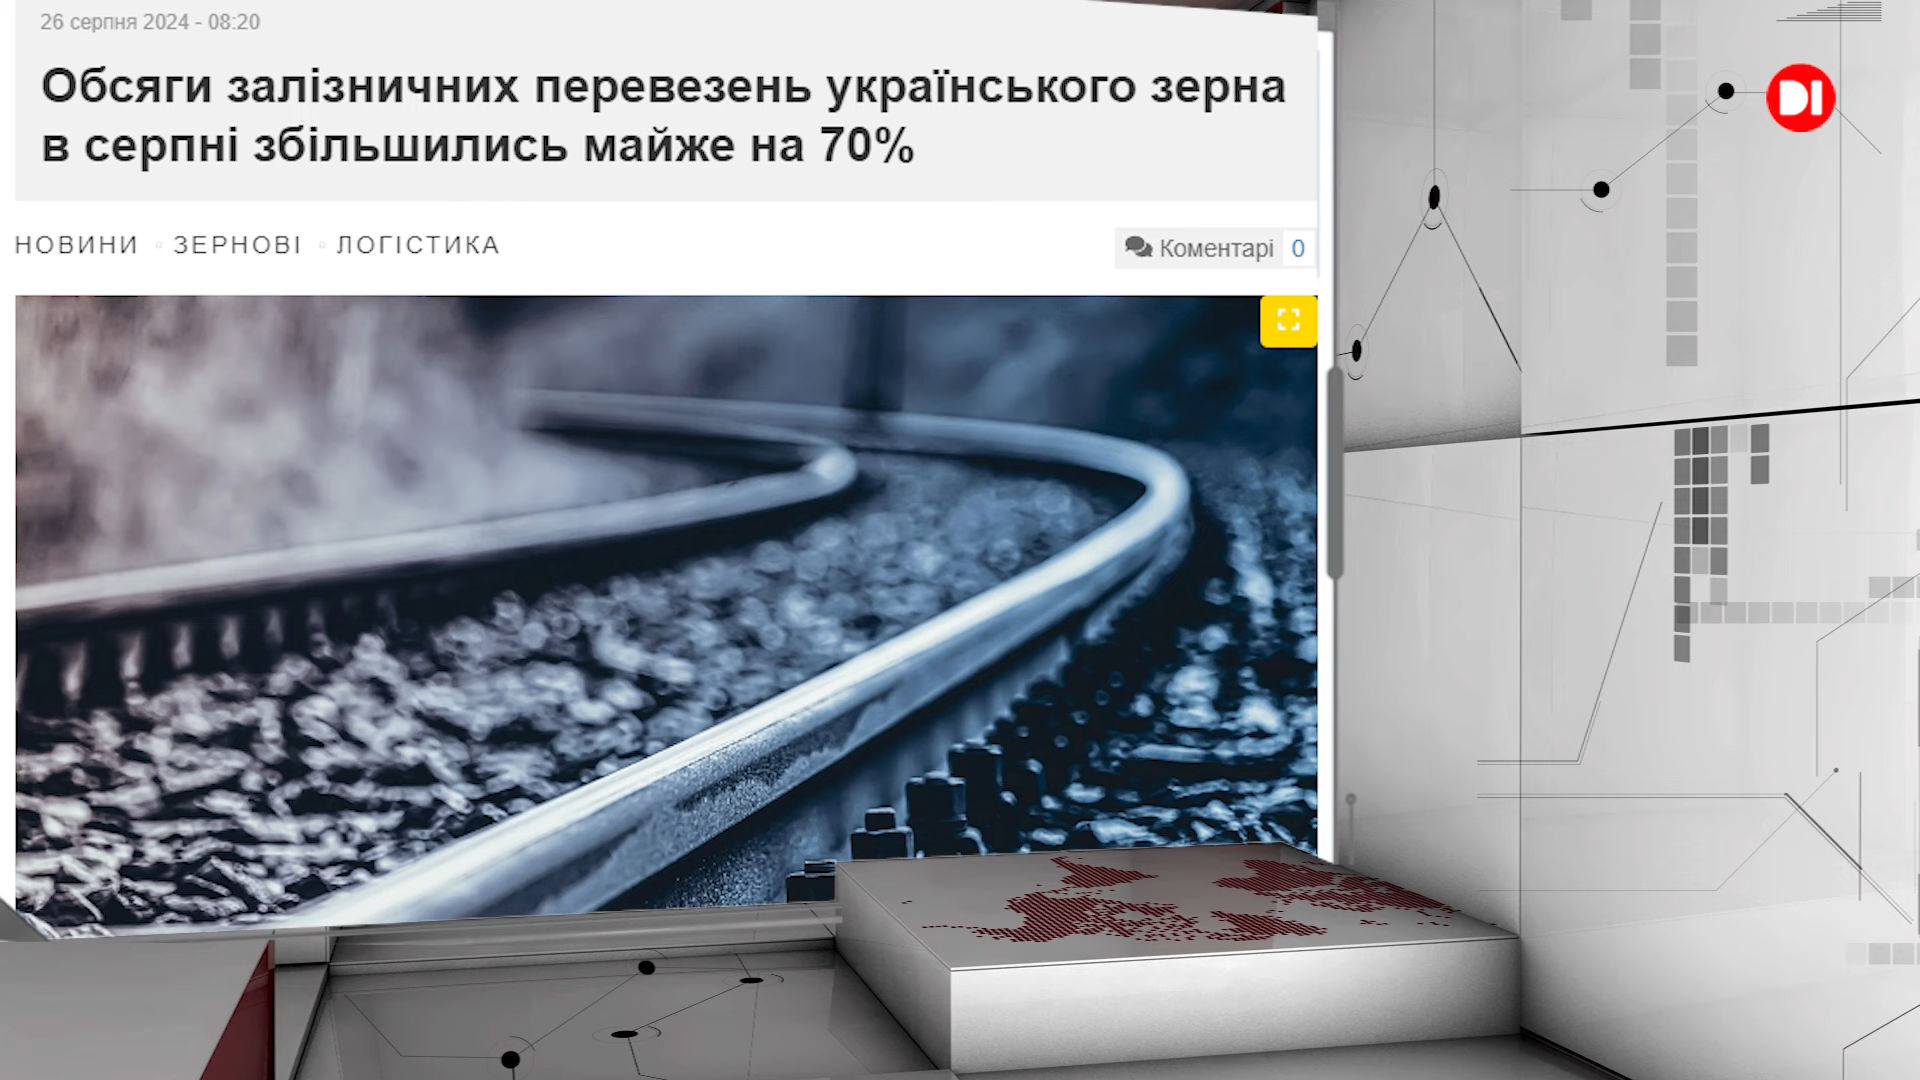 26 серпня 2024 - 08:20
Обсяги залізничних перевезень українського зерна
в серпні збільшились майже на 70%
НОВИНИ ЗЕРНОВІ ЛОГІСТИКА
Коментарі 0
DI